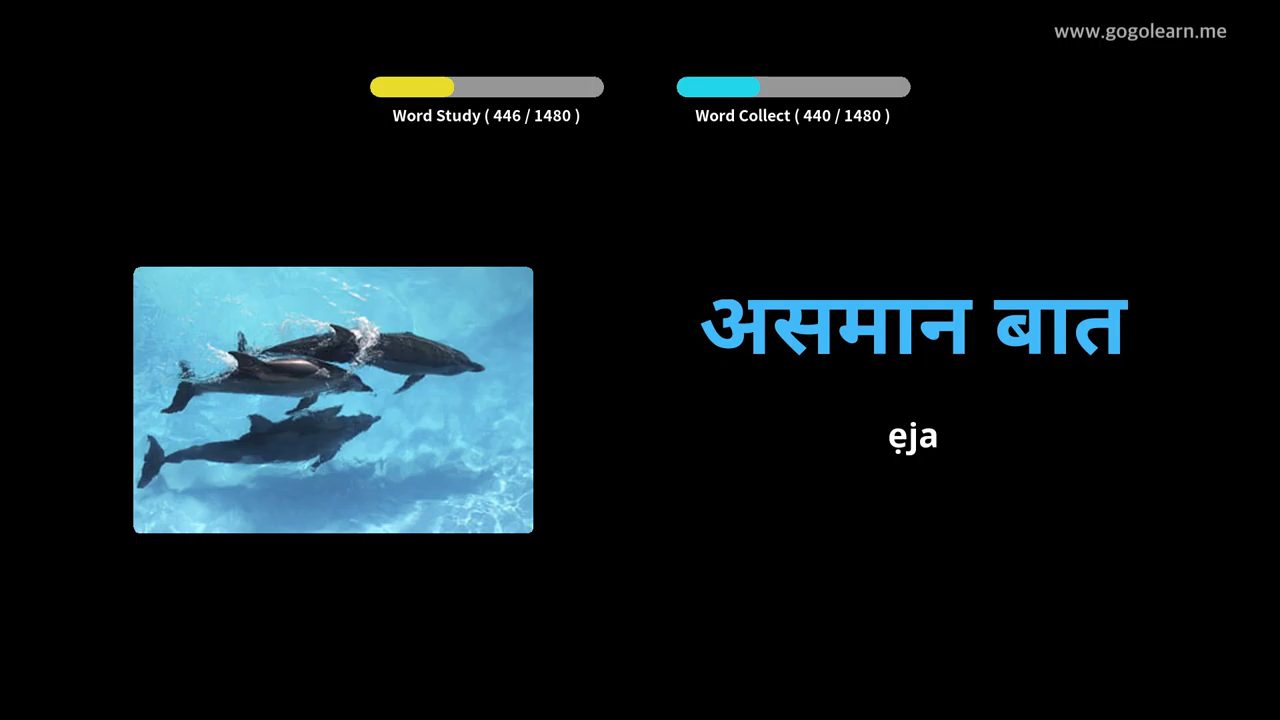 www.gogolearn.me
Word Study ( 446 / 1480 )
Word Collect ( 440 / 1480 )
असमान बात
ẹja